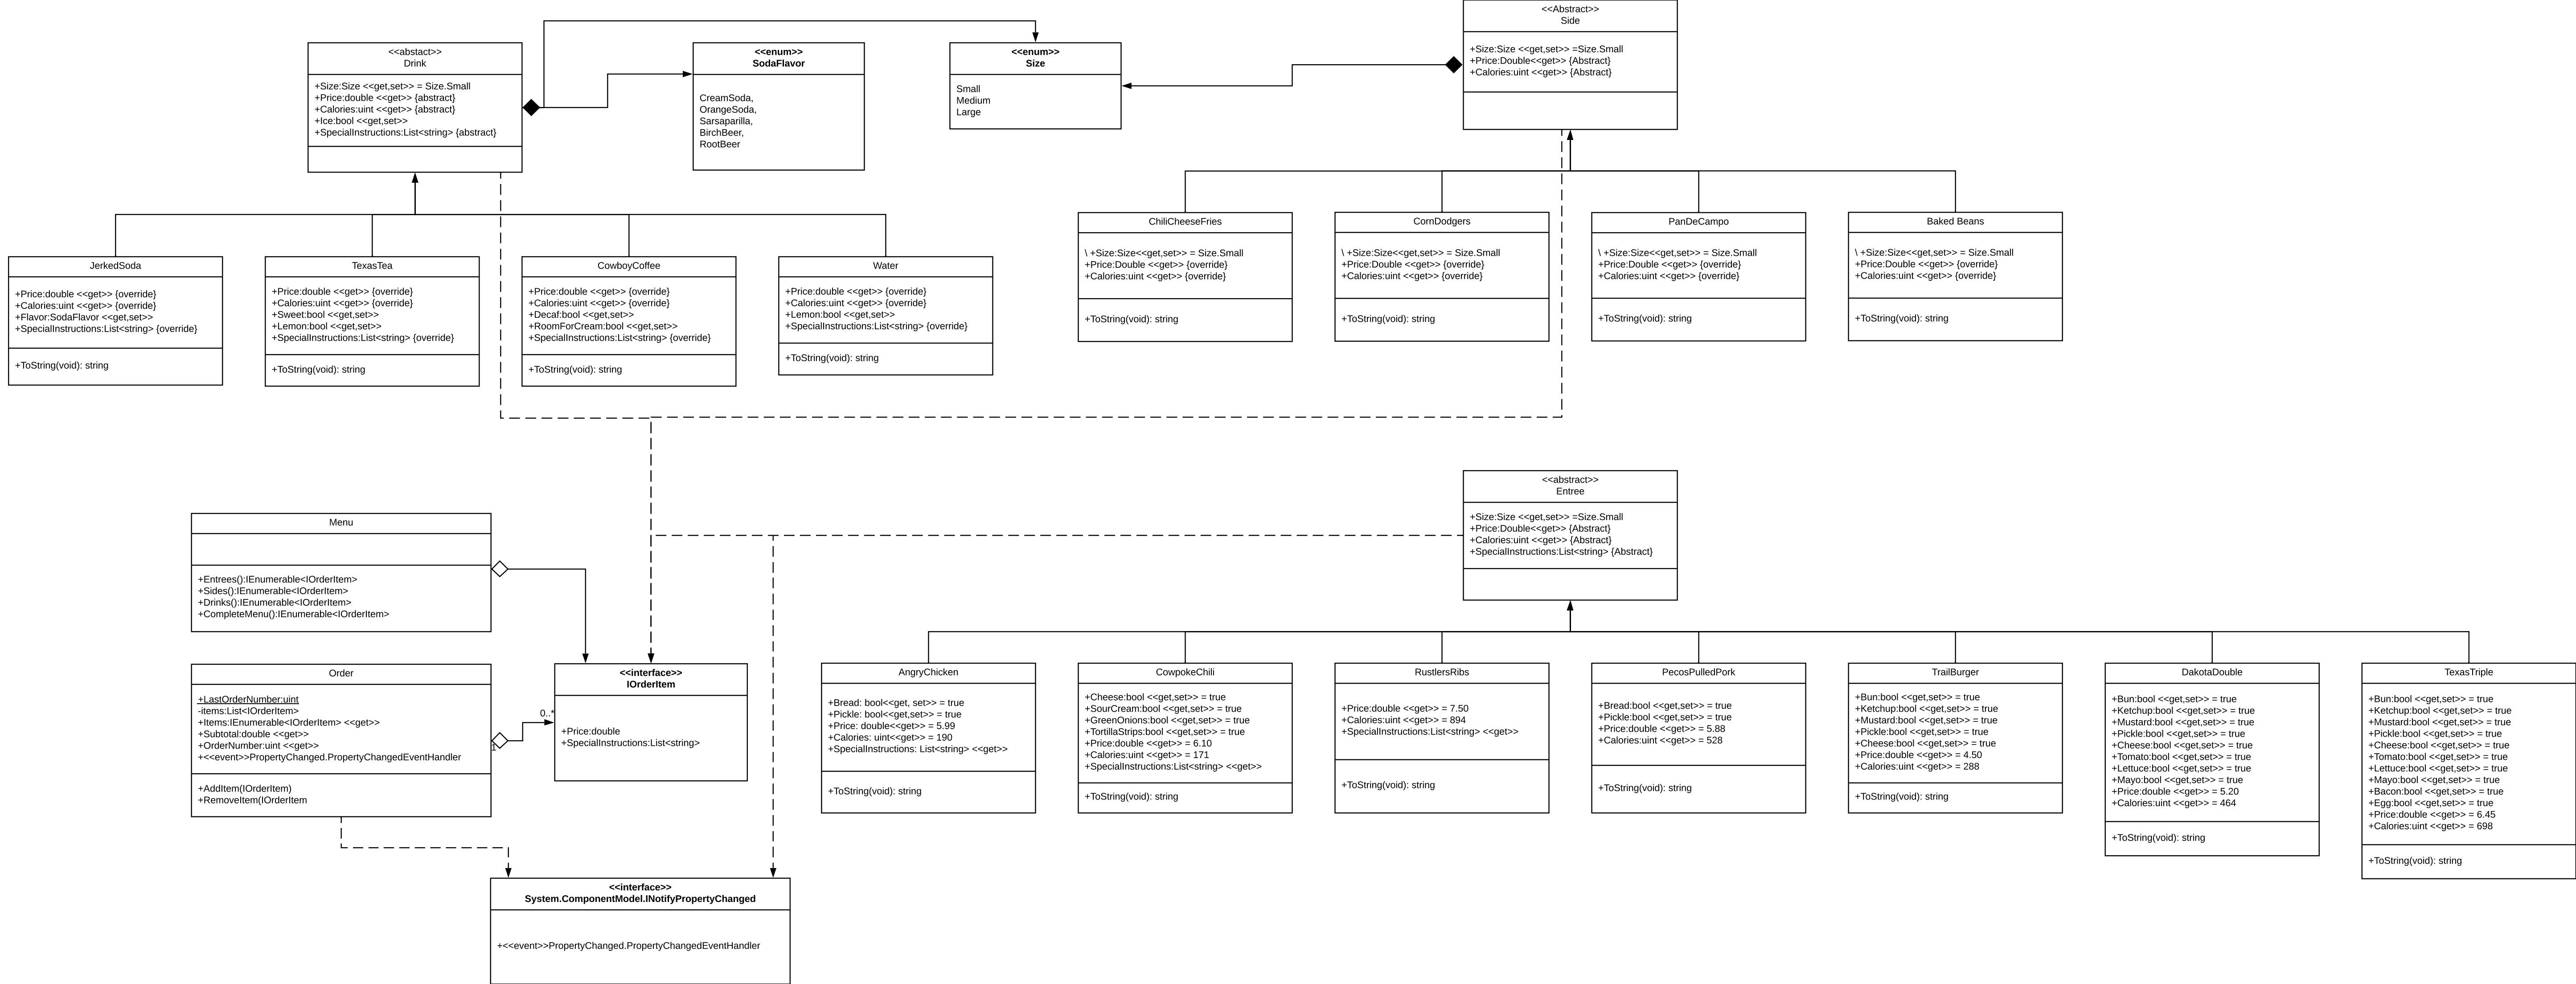 <<Abstract>>
Side
+Size:Size <<get,set>> =Size.Small
+Price:Double<<get>> {Abstract}
+Calories:uint <<get>> {Abstract}
<<abstact>>
Drink
+Size:Size <<get,set>> = Size.Small
+Price:double <<get>> {abstract}
+Calories:uint <<get>> {abstract}
+Ice:bool <<get,set>>
+SpecialInstructions:List<string> {abstract}
<<enum>>
SodaFlavor
CreamSoda,
OrangeSoda,
Sarsaparilla,
BirchBeer,
RootBeer
<<enum>>
Size
Small
Medium
Large
ChiliCheeseFries
\ +Size:Size<<get,set>> = Size.Small
+Price:Double <<get>> {override}
+Calories:uint <<get>> {override}
+ToString(void): string
CornDodgers
\ +Size:Size<<get,set>> = Size.Small
+Price:Double <<get>> {override}
+Calories:uint <<get>> {override}
+ToString(void): string
PanDeCampo
\ +Size:Size<<get,set>> = Size.Small
+Price:Double <<get>> {override}
+Calories:uint <<get>> {override}
+ToString(void): string
Baked Beans
\ +Size:Size<<get,set>> = Size.Small
+Price:Double <<get>> {override}
+Calories:uint <<get>> {override}
+ToString(void): string
JerkedSoda
+Price:double <<get>> {override}
+Calories:uint <<get>> {override}
+Flavor:SodaFlavor <<get,set>>
+SpecialInstructions:List<string> {override}
+ToString(void): string
TexasTea
+Price:double <<get>> {override}
+Calories:uint <<get>> {override}
+Sweet:bool <<get,set>>
+Lemon:bool <<get,set>>
+SpecialInstructions:List<string> {override}
+ToString(void): string
CowboyCoffee
+Price:double <<get>> {override}
+Calories:uint <<get>> {override}
+Decaf:bool <<get,set>>
+RoomForCream:bool <<get,set>>
+SpecialInstructions:List<string> {override}
+ToString(void): string
Water
+Price:double <<get>> {override}
+Calories:uint <<get>> {override}
+Lemon:bool <<get,set>>
+SpecialInstructions:List<string> {override}
+ToString(void): string
<<abstract>>
Entree
+Size:Size <<get,set>> =Size.Small
+Price:Double<<get>> {Abstract}
+Calories:uint <<get>> {Abstract}
+SpecialInstructions:List<string> {Abstract}
Menu
+Entrees():IEnumerable<IOrderItem>
+Sides():IEnumerable<IOrderItem>
+Drinks():IEnumerable<IOrderItem>
+CompleteMenu():IEnumerable<IOrderItem>
Order
+LastOrderNumber:uint
-items:List<IOrderItem>
+Items:IEnumerable<IOrderItem> <<get>>
+Subtotal:double <<get>>
+OrderNumber:uint <<get>>
+<<event>>PropertyChanged.PropertyChangedEventHandler
+AddItem(IOrderItem)
+RemoveItem(IOrderItem
1
0..*
<<interface>>
IOrderItem
+Price:double
+SpecialInstructions:List<string>
AngryChicken
+Bread: bool<<get, set>> = true
+Pickle: bool<<get,set>> = true
+Price: double<<get>> = 5.99
+Calories: uint<<get>> = 190
+SpecialInstructions: List<string> <<get>>
+ToString(void): string
CowpokeChili
+Cheese:bool <<get,set>> = true
+SourCream:bool <<get,set>> = true
+GreenOnions:bool <<get,set>> = true
+TortillaStrips:bool <<get,set>> = true
+Price:double <<get>> = 6.10
+Calories:uint <<get>> = 171
+SpecialInstructions:List<string> <<get>>
+ToString(void): string
RustlersRibs
+Price:double <<get>> = 7.50
+Calories:uint <<get>> = 894
+SpecialInstructions:List<string> <<get>>
+ToString(void): string
PecosPulledPork
+Bread:bool <<get,set>> = true
+Pickle:bool <<get,set>> = true
+Price:double <<get>> = 5.88
+Calories:uint <<get>> = 528
+ToString(void): string
TrailBurger
+Bun:bool <<get,set>> = true
+Ketchup:bool <<get,set>> = true
+Mustard:bool <<get,set>> = true
+Pickle:bool <<get,set>> = true
+Cheese:bool <<get,set>> = true
+Price:double <<get>> = 4.50
+Calories:uint <<get>> = 288
+ToString(void): string
DakotaDouble
+Bun:bool <<get,set>> = true
+Ketchup:bool <<get,set>> = true
+Mustard:bool <<get,set>> = true
+Pickle:bool <<get,set>> = true
+Cheese:bool <<get,set>> = true
+Tomato:bool <<get,set>> = true
+Lettuce:bool <<get,set>> = true
+Mayo:bool <<get,set>> = true
+Price:double <<get>> = 5.20
+Calories:uint <<get>> = 464
+ToString(void): string
TexasTriple
+Bun:bool <<get,set>> = true
+Ketchup:bool <<get,set>> = true
+Mustard:bool <<get,set>> = true
+Pickle:bool <<get,set>> = true
+Cheese:bool <<get,set>> = true
+Tomato:bool <<get,set>> = true
+Lettuce:bool <<get,set>> = true
+Mayo:bool <<get,set>> = true
+Bacon:bool <<get,set>> = true
+Egg:bool <<get,set>> = true
+Price:double <<get>> = 6.45
+Calories:uint <<get>> = 698
+ToString(void): string
<<interface>>
System.ComponentModel.INotifyPropertyChanged
+<<event>>PropertyChanged.PropertyChangedEventHandler